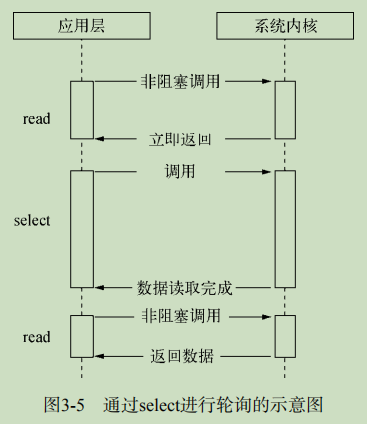 应用层 系统内核
非阻塞调用
read
立即返回
调用
select
数据读取完成
非阻塞调用
read
返回数据
图3-5 通过select进行轮询的示意图